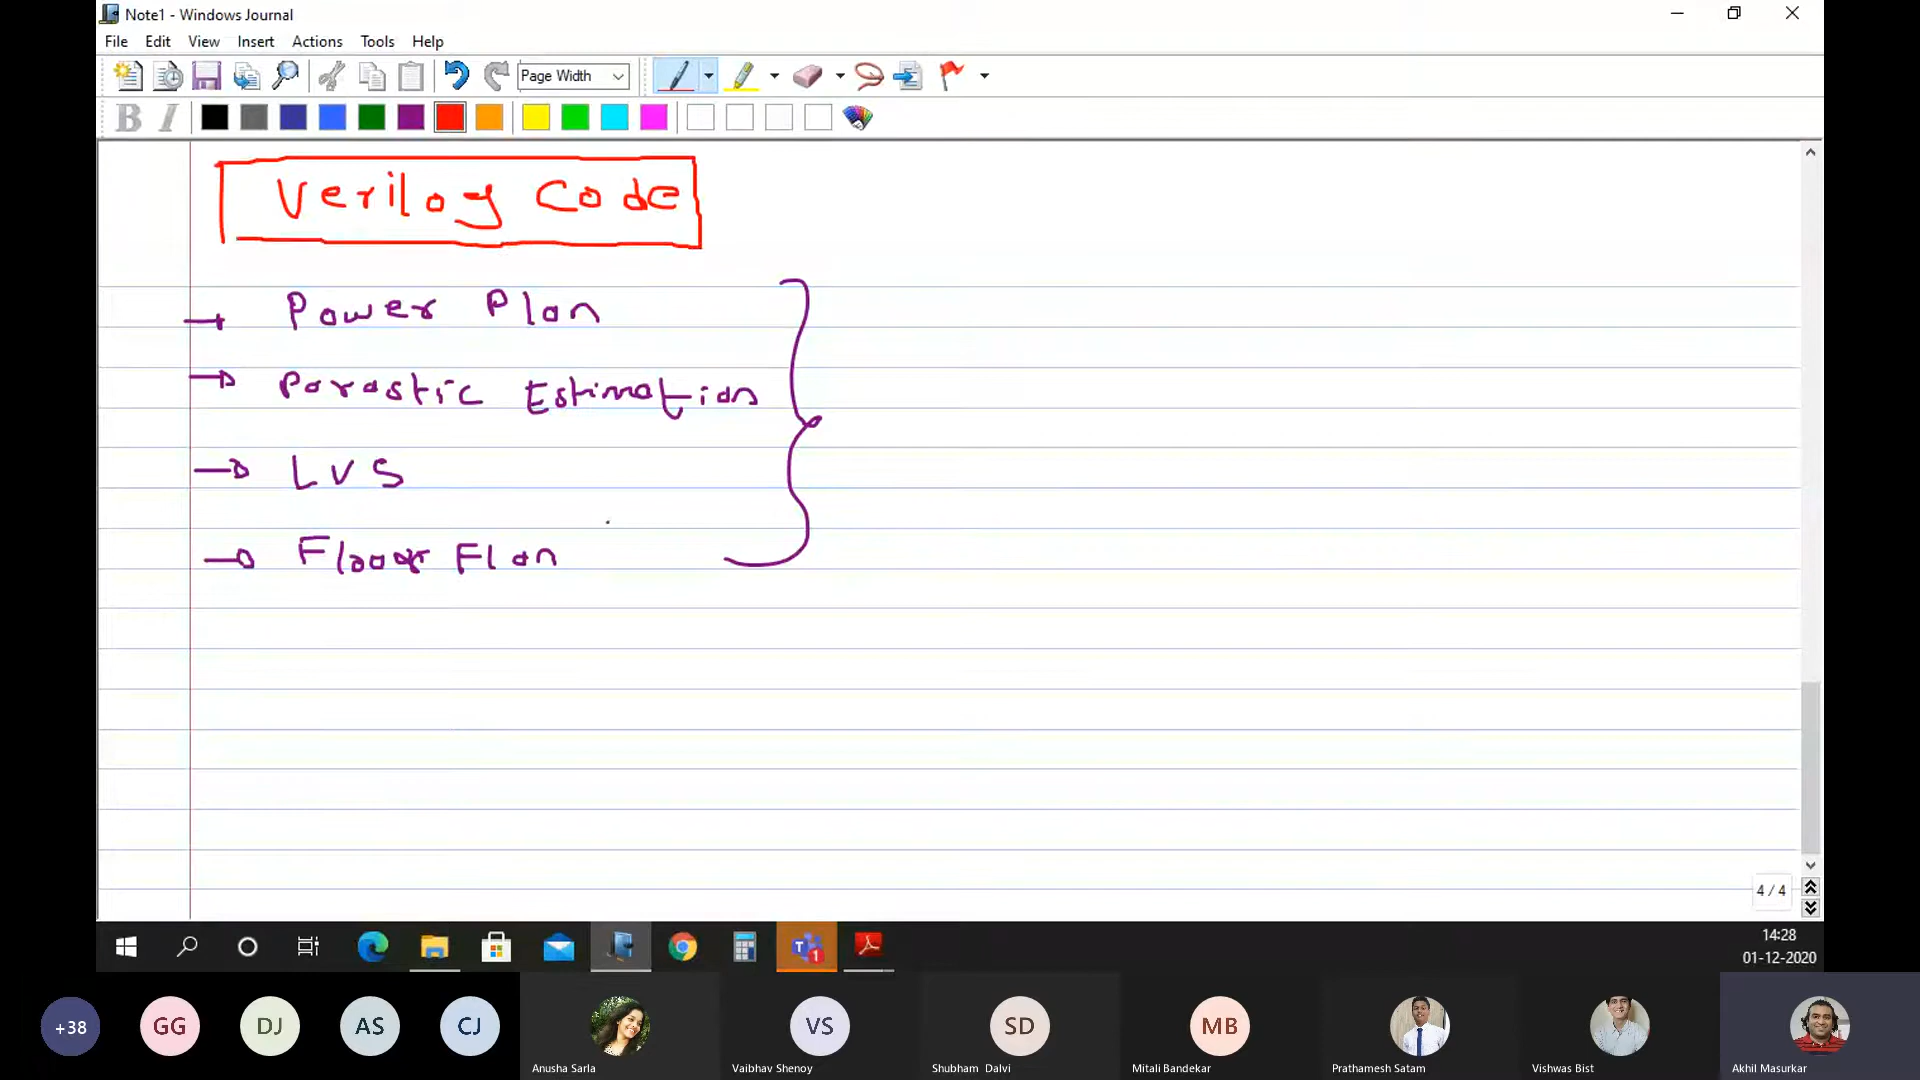 Note1 - Windows Journal
File Edit View Insert Actions Tools Help
Page Width
B I
Verilog Code
Power Plan
Parastic Estimation
LVS
Floor Flan
4 / 4
14:28
01-12-2020
+38 GG DJ AS CJ VS SD MB
Anusha Sarla Vaibhav Shenoy Shubham Dalvi Mitali Bandekar Prathamesh Satam Vishwas Bist Akhil Masurkar